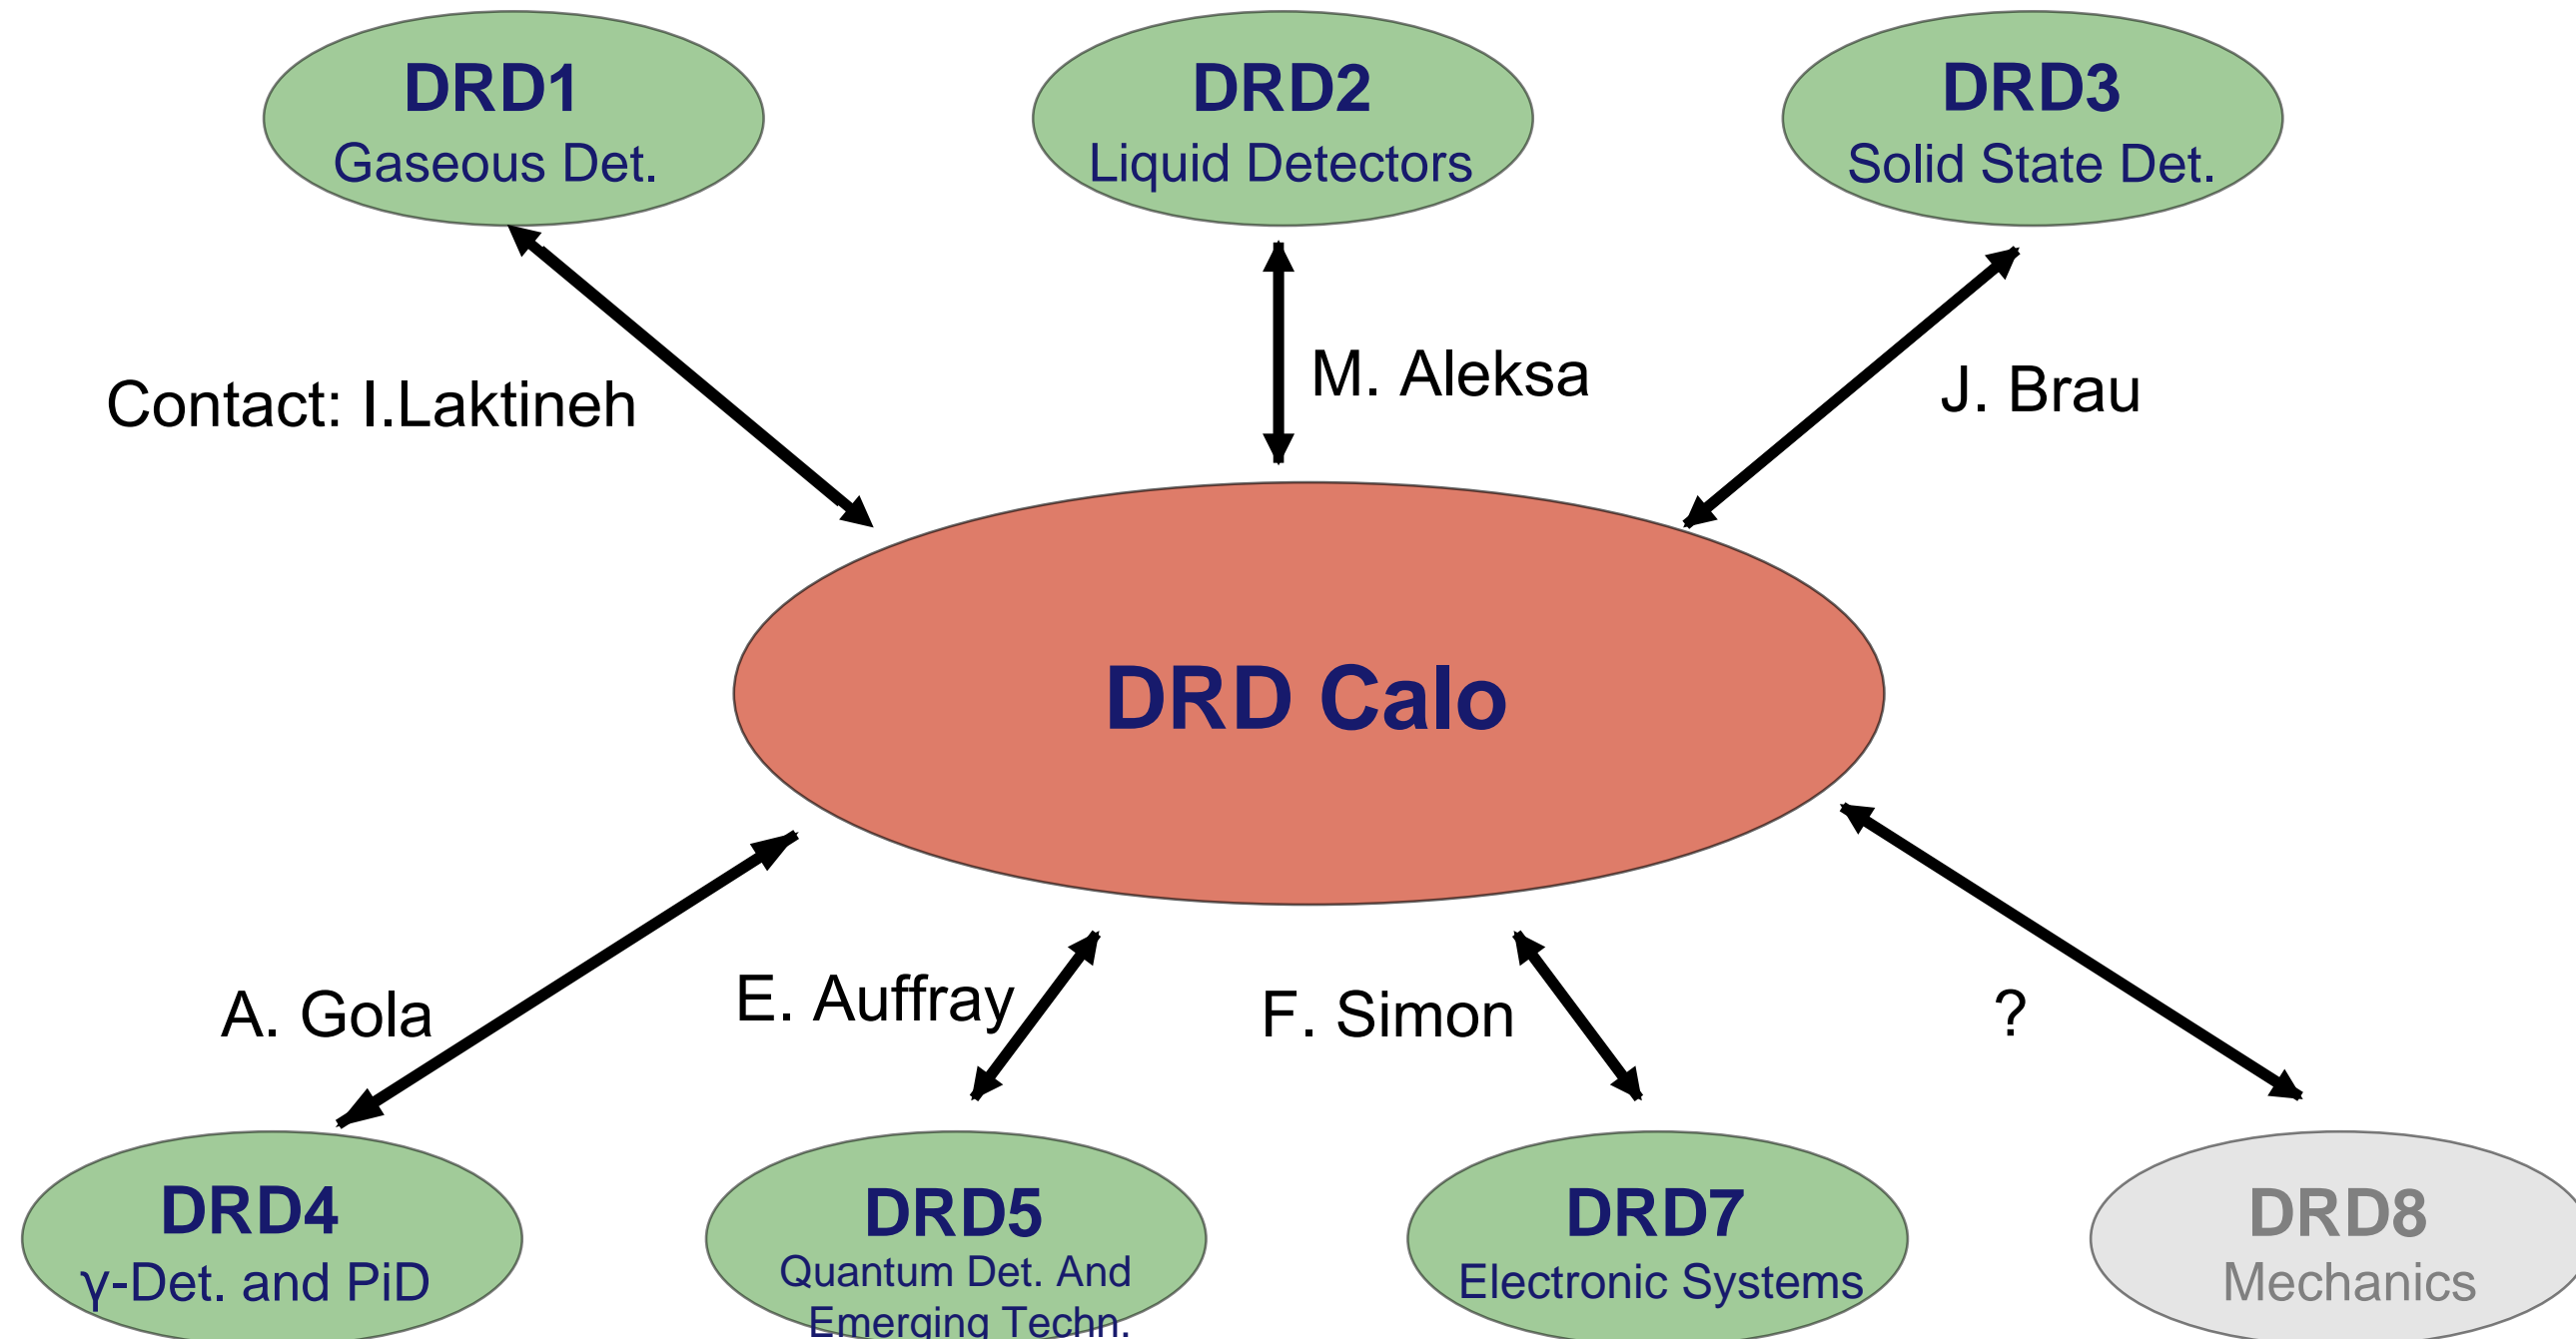 DRD1
Gaseous Det.
DRD2
Liquid Detectors
DRD3
Solid State Det.
Contact: I.Laktineh
M. Aleksa
J. Brau
DRD Calo
A. Gola
E. Auffray
F. Simon
?
DRD4
γ-Det. and PiD
DRD5
Quantum Det. And
Emerging Techn.
DRD7
Electronic Systems
DRD8
Mechanics